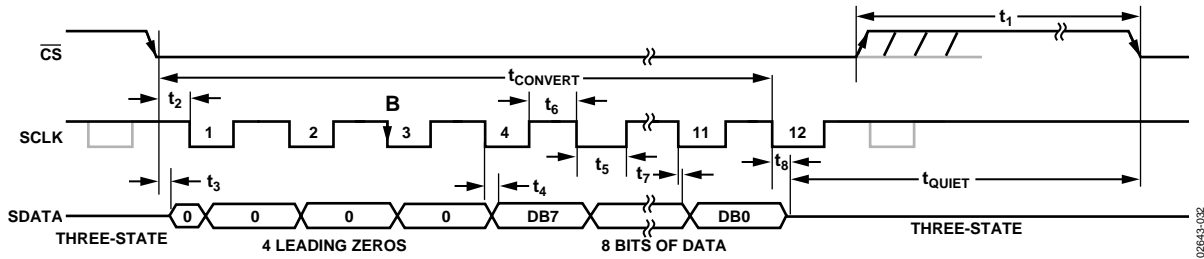 t1
CS
tCONVERT
t2
B
t6
SCLK
1
2
3
4
11
12
t3
t4
t5
t7
t8
tQUIET
SDATA
0
0
0
0
DB7
DB0
THREE-STATE
4 LEADING ZEROS
8 BITS OF DATA
THREE-STATE
02643-032